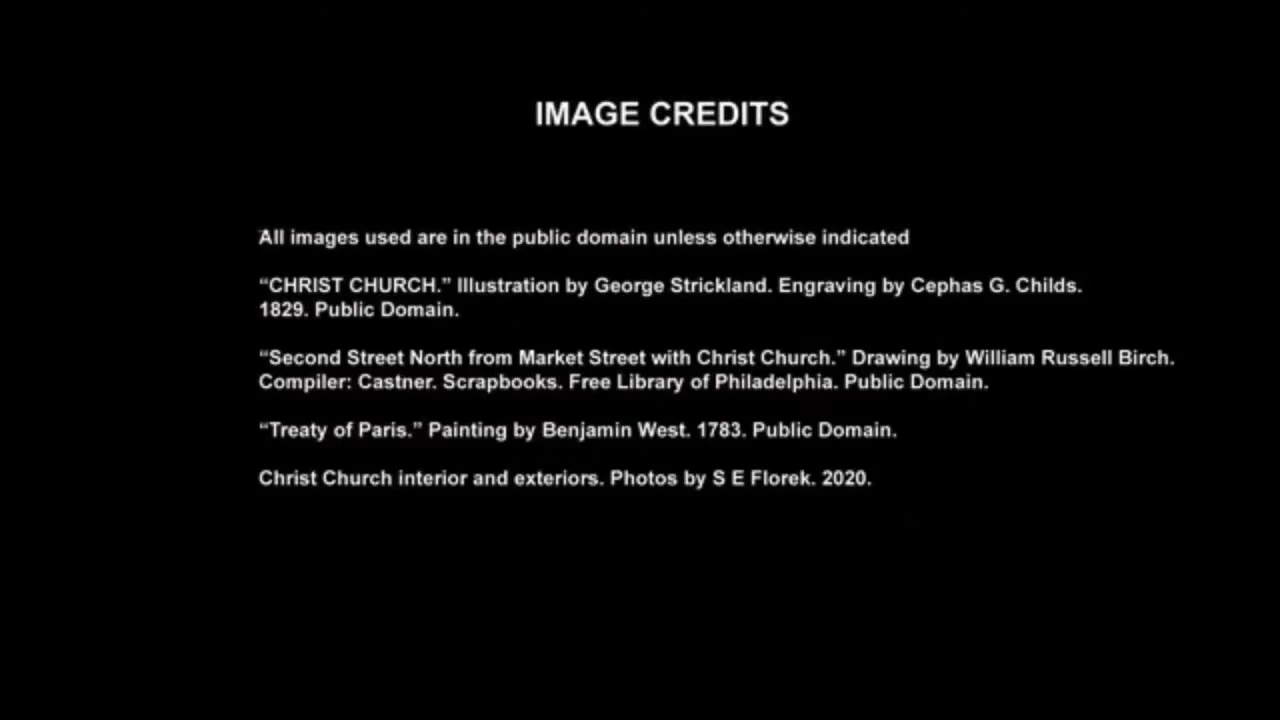 IMAGE CREDITS
All images used are in the public domain unless otherwise indicated
“CHRIST CHURCH.” Illustration by George Strickland. Engraving by Cephas G. Childs.
1829. Public Domain.
“Second Street North from Market Street with Christ Church.” Drawing by William Russell Birch.
Compiler: Castner. Scrapbooks. Free Library of Philadelphia. Public Domain.
“Treaty of Paris.” Painting by Benjamin West. 1783. Public Domain.
Christ Church interior and exteriors. Photos by S E Florek. 2020.